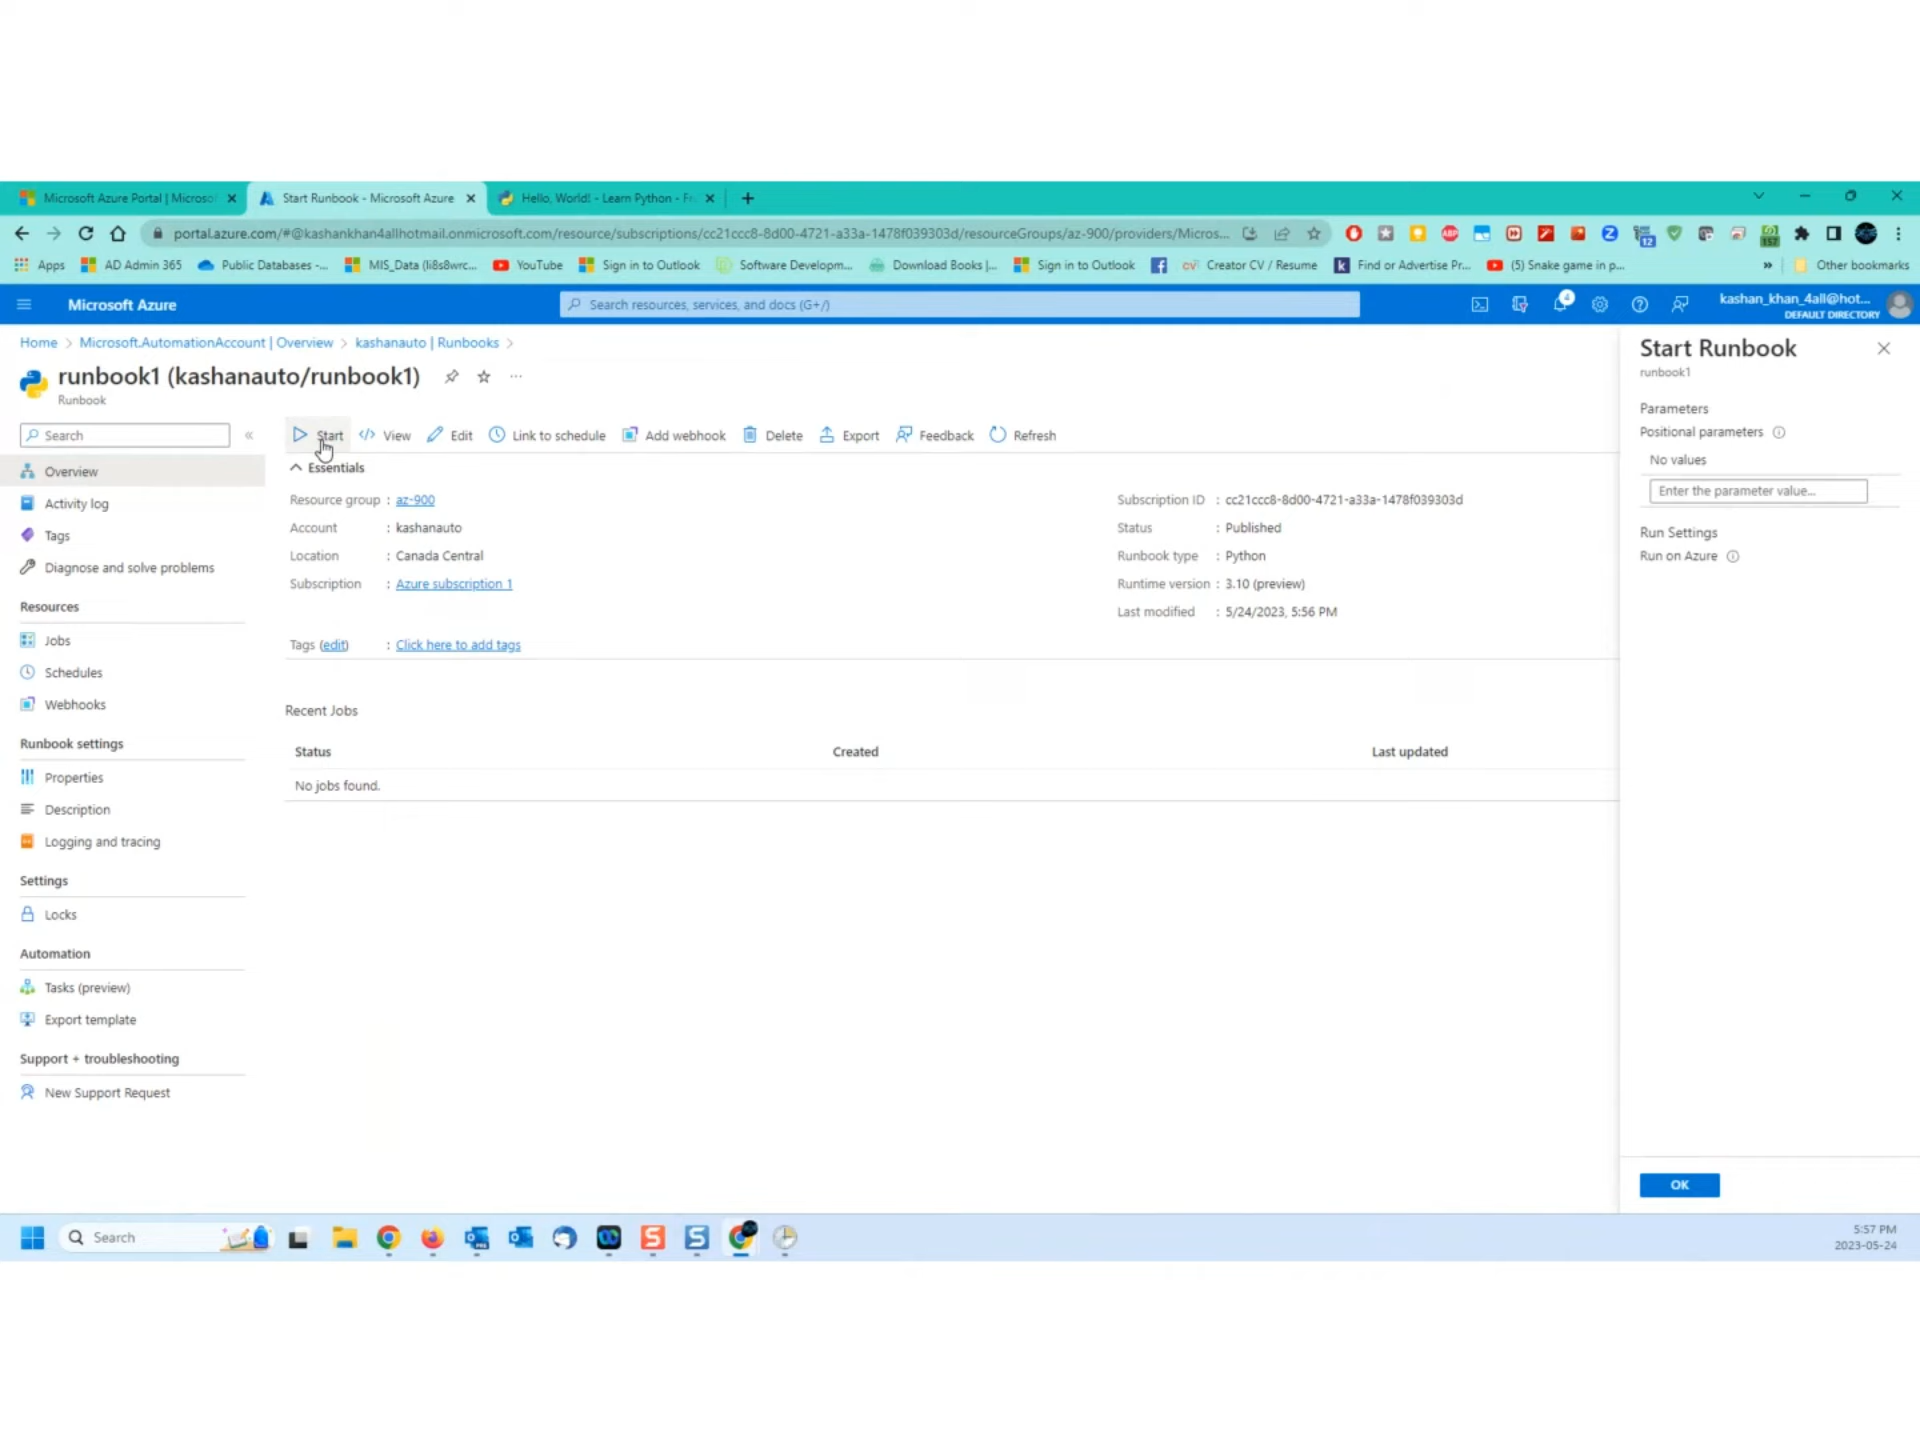 Microsoft Azure Portal | Microso
Start Runbook - Microsoft Azure
Hello, World! - Learn Python - Fr
portal.azure.com/#@kashankhan4allhotmail.onmicrosoft.com/resource/subscriptions/cc21ccc8-8d00-4721-a33a-1478f039303d/resourceGroups/az-900/providers/Micros...
ABP
12
157
Apps
AD Admin 365
Public Databases -...
MIS_Data (li8s8wrc...
YouTube
Sign in to Outlook
Software Developm...
Download Books |...
Sign in to Outlook
Creator CV / Resume
Find or Advertise Pr...
(5) Snake game in p...
»
Other bookmarks
Microsoft Azure
Search resources, services, and docs (G+/)
4
kashan_khan_4all@hot...
DEFAULT DIRECTORY
Home > Microsoft.AutomationAccount | Overview > kashanauto | Runbooks >
runbook1 (kashanauto/runbook1)
Runbook
Search
«
Overview
Activity log
Tags
Diagnose and solve problems
Resources
Jobs
Schedules
Webhooks
Runbook settings
Properties
Description
Logging and tracing
Settings
Locks
Automation
Tasks (preview)
Export template
Support + troubleshooting
New Support Request
Start
View
Edit
Link to schedule
Add webhook
Delete
Export
Feedback
Refresh
Essentials
Resource group : az-900
Account : kashanauto
Location : Canada Central
Subscription : Azure subscription 1
Subscription ID : cc21ccc8-8d00-4721-a33a-1478f039303d
Status : Published
Runbook type : Python
Runtime version : 3.10 (preview)
Last modified : 5/24/2023, 5:56 PM
Tags (edit) : Click here to add tags
Recent Jobs
Status Created Last updated
No jobs found.
Start Runbook
runbook1
Parameters
Positional parameters
No values
Enter the parameter value...
Run Settings
Run on Azure
OK
Search
5:57 PM
2023-05-24